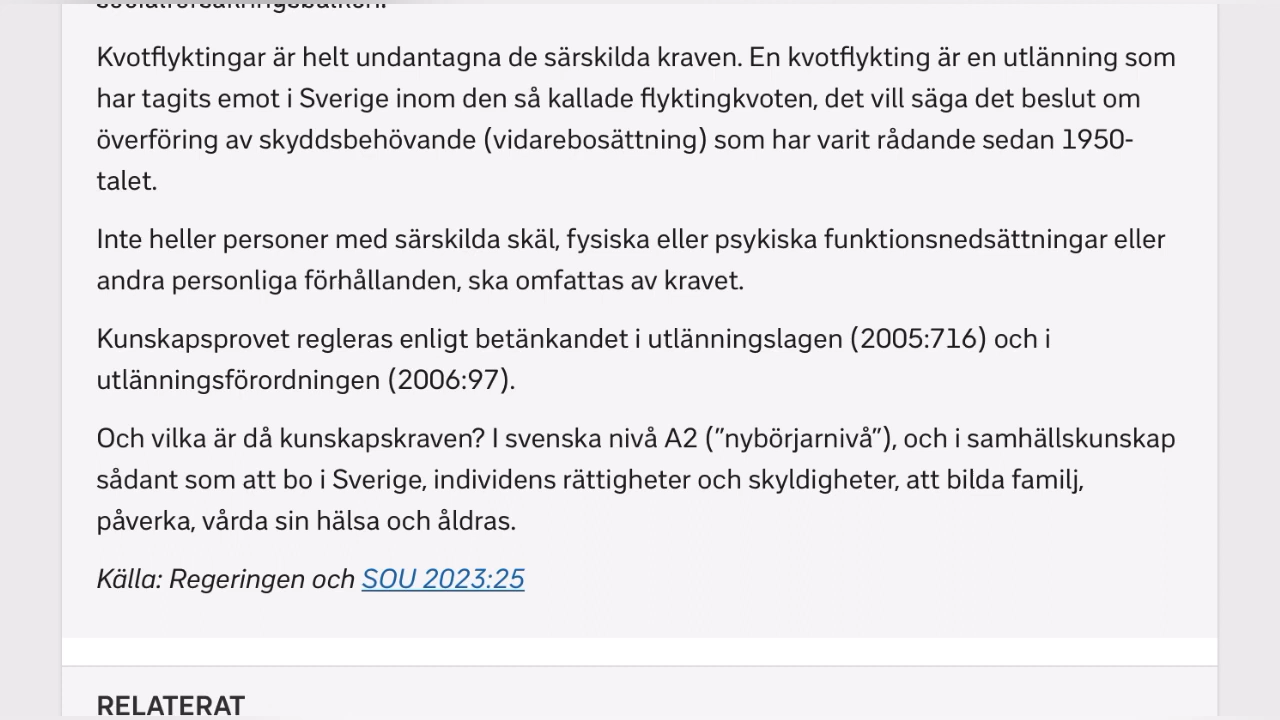 socialförsäkringsbalken.
Kvotflyktingar är helt undantagna de särskilda kraven. En kvotflykting är en utlänning som
har tagits emot i Sverige inom den så kallade flyktingkvoten, det vill säga det beslut om
överföring av skyddsbehövande (vidarebosättning) som har varit rådande sedan 1950-
talet.
Inte heller personer med särskilda skäl, fysiska eller psykiska funktionsnedsättningar eller
andra personliga förhållanden, ska omfattas av kravet.
Kunskapsprovet regleras enligt betänkandet i utlänningslagen (2005:716) och i
utlänningsförordningen (2006:97).
Och vilka är då kunskapskraven? I svenska nivå A2 (”nybörjarnivå”), och i samhällskunskap
sådant som att bo i Sverige, individens rättigheter och skyldigheter, att bilda familj,
påverka, vårda sin hälsa och åldras.
Källa: Regeringen och SOU 2023:25
RELATERAT